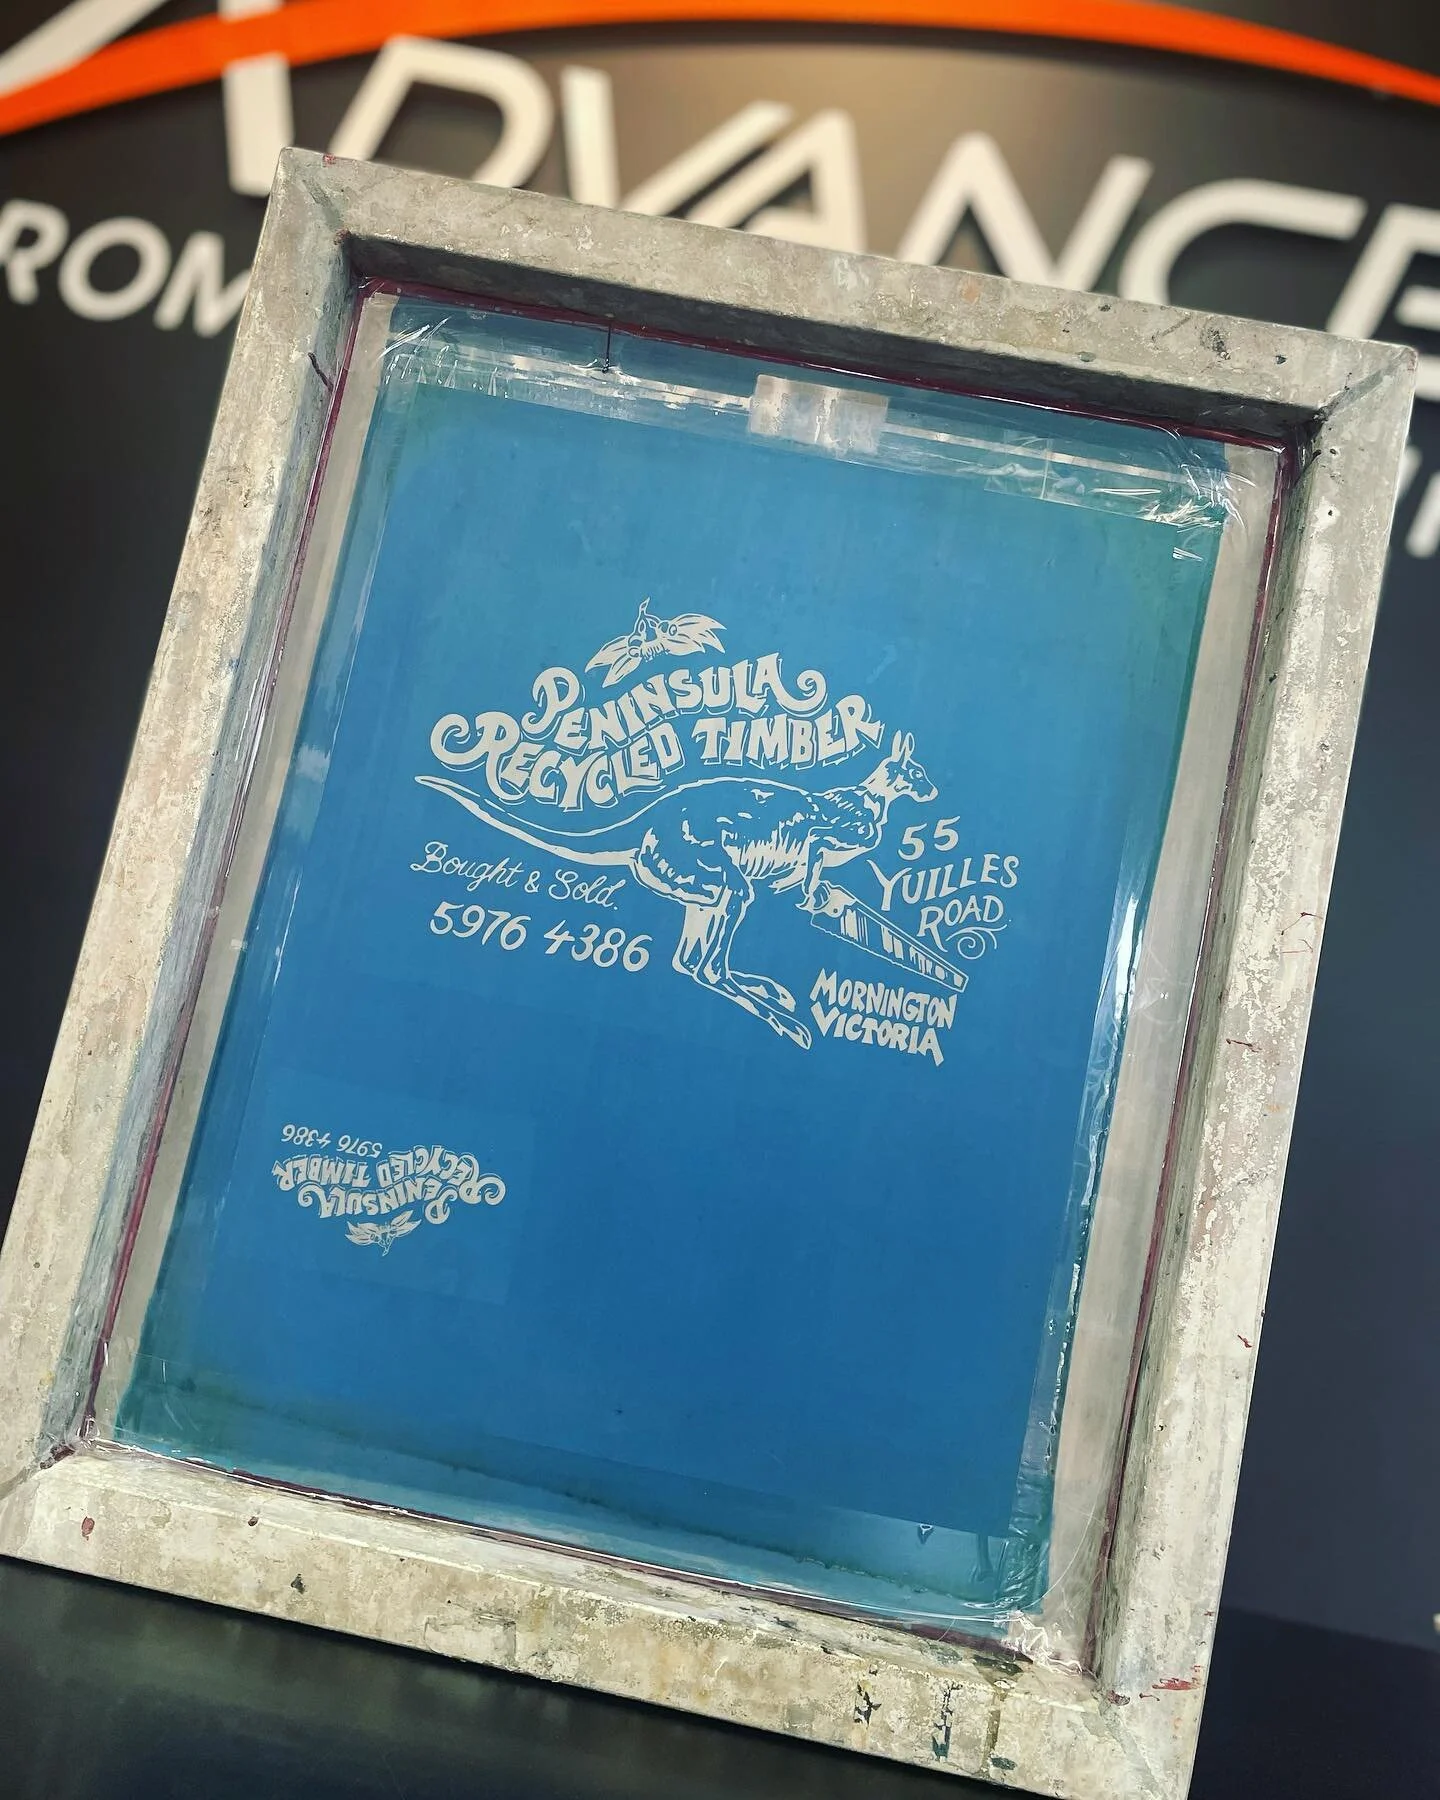 ADVANCE
ROM
PENINSULA
RECYCLED TIMBER
Bought & Sold.
5976 4386
55
YUILLES
ROAD
MORNINGTON
VICTORIA
5976 4386
RECYCLED TIMBER
PENINSULA